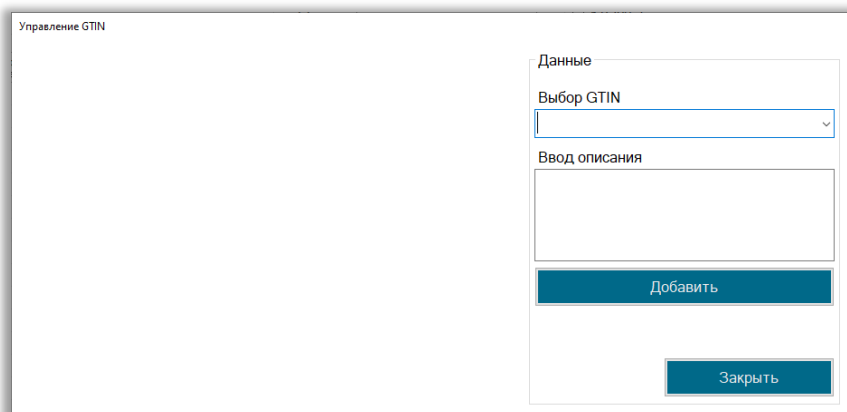 Управление GTIN
Данные
Выбор GTIN
Ввод описания
Добавить
Закрыть